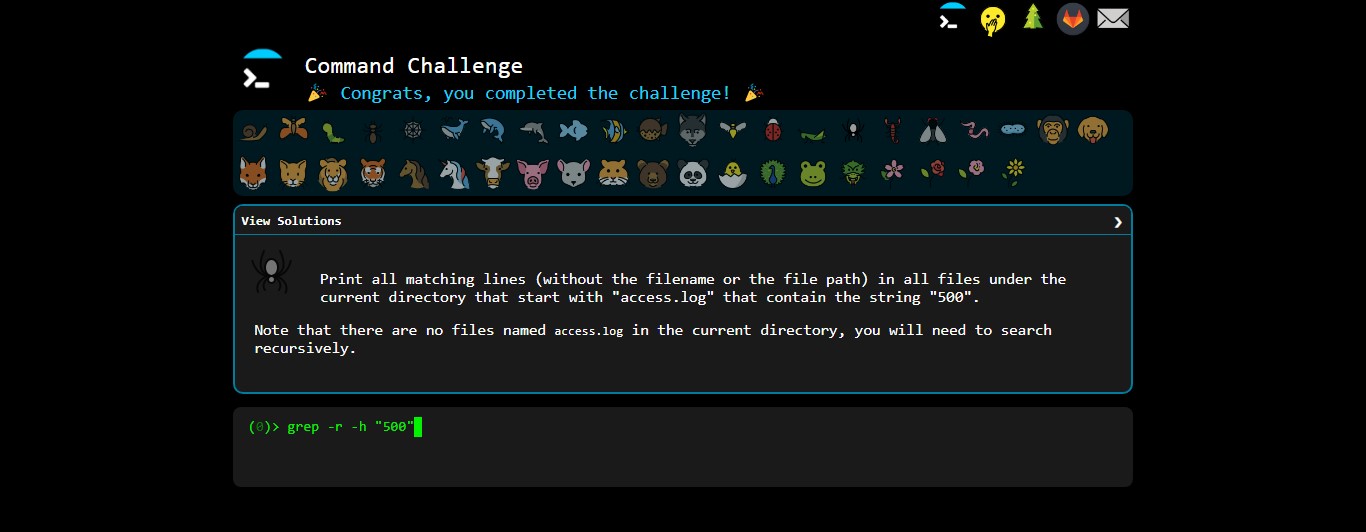 Command Challenge
🎉 Congrats, you completed the challenge! 🎉
View Solutions ❯
Print all matching lines (without the filename or the file path) in all files under the
current directory that start with "access.log" that contain the string "500".
Note that there are no files named access.log in the current directory, you will need to search
recursively.
(0)> grep -r -h "500"